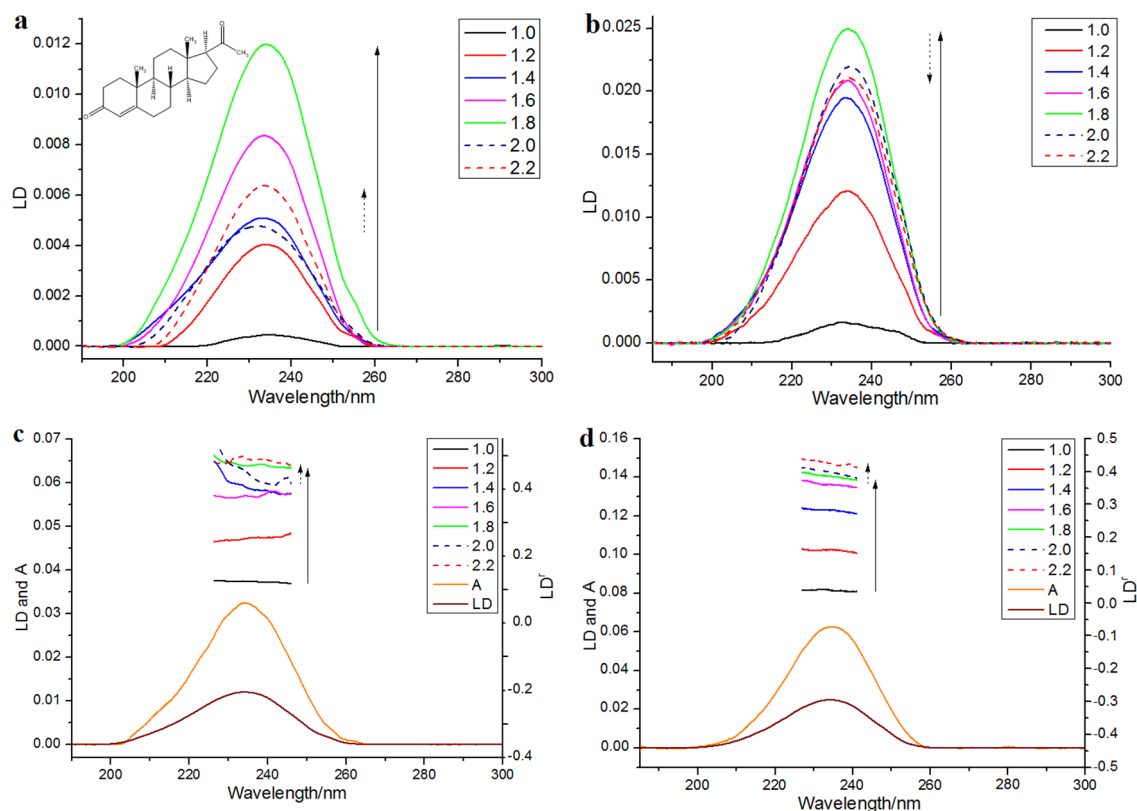 a
0.012
0.010
0.008
0.006
0.004
0.002
0.000
LD
200 220 240 260 280 300
Wavelength/nm
O
CH3
CH3
CH3
H
H
H
H
O
1.0
1.2
1.4
1.6
1.8
2.0
2.2
b
0.025
0.020
0.015
0.010
0.005
0.000
LD
200 220 240 260 280 300
Wavelength/nm
1.0
1.2
1.4
1.6
1.8
2.0
2.2
c
0.07
0.06
0.05
0.04
0.03
0.02
0.01
0.00
LD and A
200 220 240 260 280 300
Wavelength/nm
0.4
0.2
0.0
-0.2
-0.4
LDr
1.0
1.2
1.4
1.6
1.8
2.0
2.2
A
LD
d
0.16
0.14
0.12
0.10
0.08
0.06
0.04
0.02
0.00
LD and A
200 220 240 260 280 300
Wavelength/nm
0.5
0.4
0.3
0.2
0.1
0.0
-0.1
-0.2
-0.3
-0.4
-0.5
LDr
1.0
1.2
1.4
1.6
1.8
2.0
2.2
A
LD